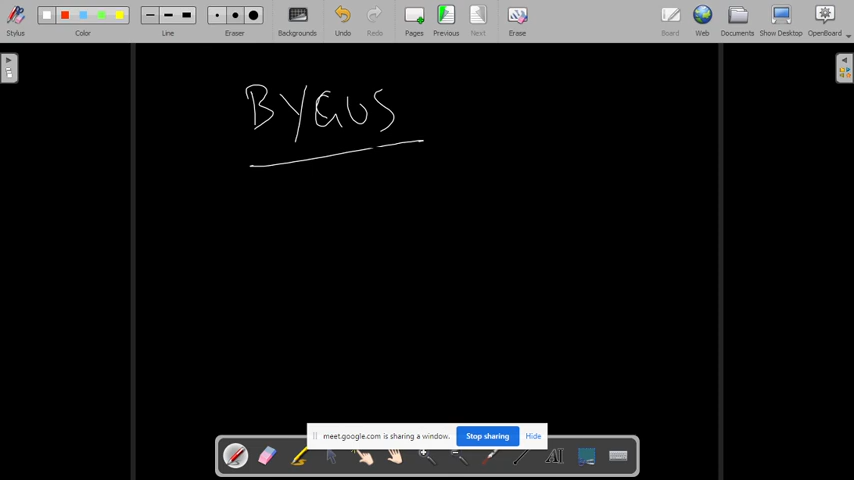 Stylus Color Line Eraser Backgrounds Undo Redo Pages Previous Next Erase Board Web Documents Show Desktop OpenBoard
BYGUS
meet.google.com is sharing a window. Stop sharing Hide
AI